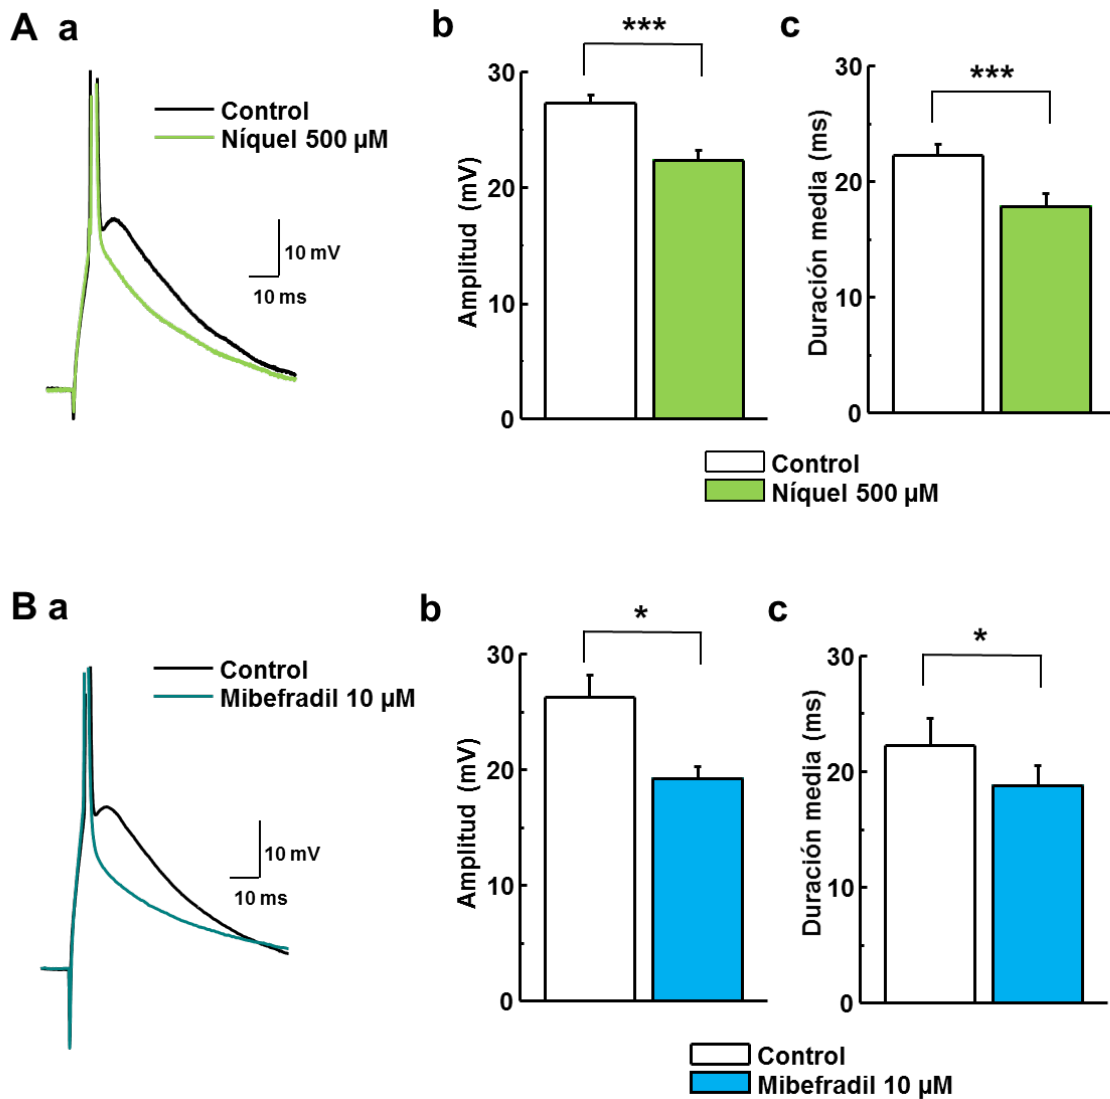 A a
Control
Níquel 500 µM
10 mV
10 ms
b
***
30
20
10
0
Amplitud (mV)
c
***
30
20
10
0
Duración media (ms)
Control
Níquel 500 µM
B a
Control
Mibefradil 10 µM
10 mV
10 ms
b
*
30
20
10
0
Amplitud (mV)
c
*
30
20
10
0
Duración media (ms)
Control
Mibefradil 10 µM